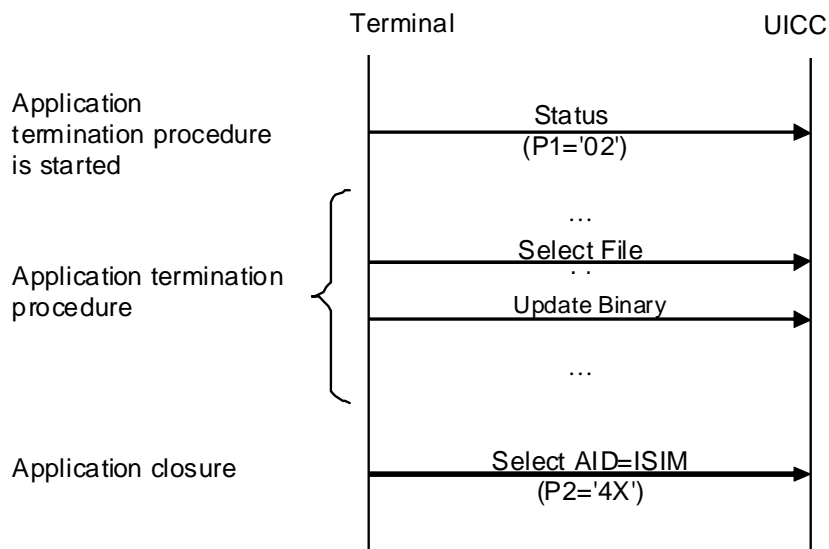 Terminal
UICC
Application
termination procedure
is started
Status
(P1='02')
...
Select File
. .
Application termination
procedure
Update Binary
...
Application closure
Select AID=ISIM
(P2='4X')